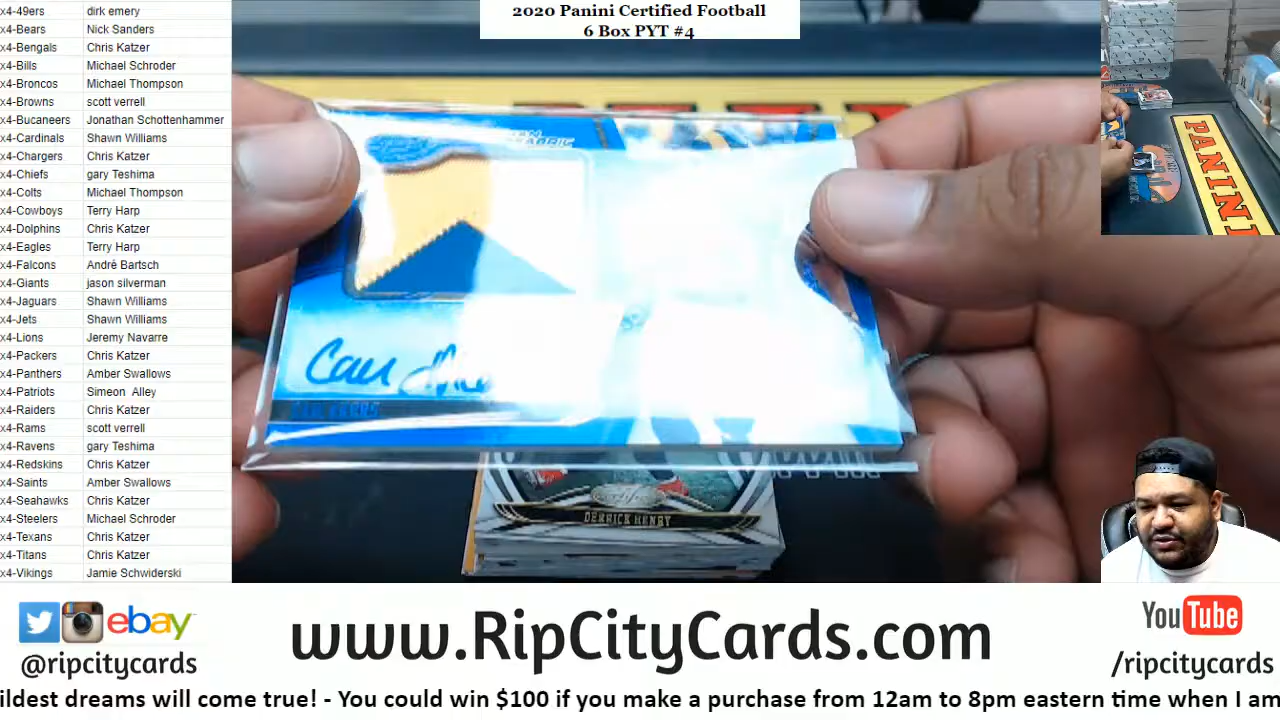 2020 Panini Certified Football
6 Box PYT #4
x4-49ers dirk emery
x4-Bears Nick Sanders
x4-Bengals Chris Katzer
x4-Bills Michael Schroder
x4-Broncos Michael Thompson
x4-Browns scott verrell
x4-Bucaneers Jonathan Schottenhammer
x4-Cardinals Shawn Williams
x4-Chargers Chris Katzer
x4-Chiefs gary Teshima
x4-Colts Michael Thompson
x4-Cowboys Terry Harp
x4-Dolphins Chris Katzer
x4-Eagles Terry Harp
x4-Falcons André Bartsch
x4-Giants jason silverman
x4-Jaguars Shawn Williams
x4-Jets Shawn Williams
x4-Lions Jeremy Navarre
x4-Packers Chris Katzer
x4-Panthers Amber Swallows
x4-Patriots Simeon Alley
x4-Raiders Chris Katzer
x4-Rams scott verrell
x4-Ravens gary Teshima
x4-Redskins Chris Katzer
x4-Saints Amber Swallows
x4-Seahawks Chris Katzer
x4-Steelers Michael Schroder
x4-Texans Chris Katzer
x4-Titans Chris Katzer
x4-Vikings Jamie Schwiderski
Cam
DERRICK HENRY
PANINI
ebay
@ripcitycards
www.RipCityCards.com
YouTube
/ripcitycards
ildest dreams will come true! - You could win $100 if you make a purchase from 12am to 8pm eastern time when I am